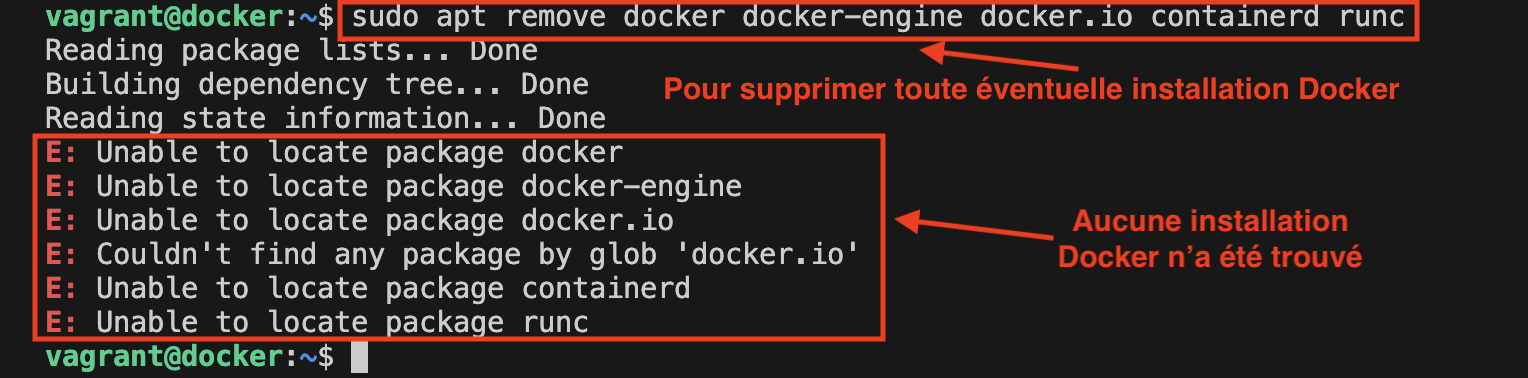 vagrant@docker:~$ sudo apt remove docker docker-engine docker.io containerd runc
Reading package lists... Done
Building dependency tree... Done
Pour supprimer toute éventuelle installation Docker
Reading state information... Done
E: Unable to locate package docker
E: Unable to locate package docker-engine
E: Unable to locate package docker.io
E: Couldn't find any package by glob 'docker.io'
E: Unable to locate package containerd
E: Unable to locate package runc
Aucune installation
Docker n’a été trouvé
vagrant@docker:~$